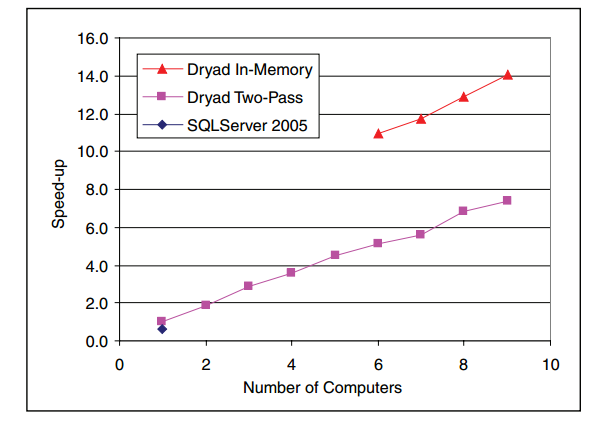 16.0
14.0
12.0
10.0
8.0
6.0
4.0
2.0
0.0
Speed-up
Dryad In-Memory
Dryad Two-Pass
SQLServer 2005
0 2 4 6 8 10
Number of Computers